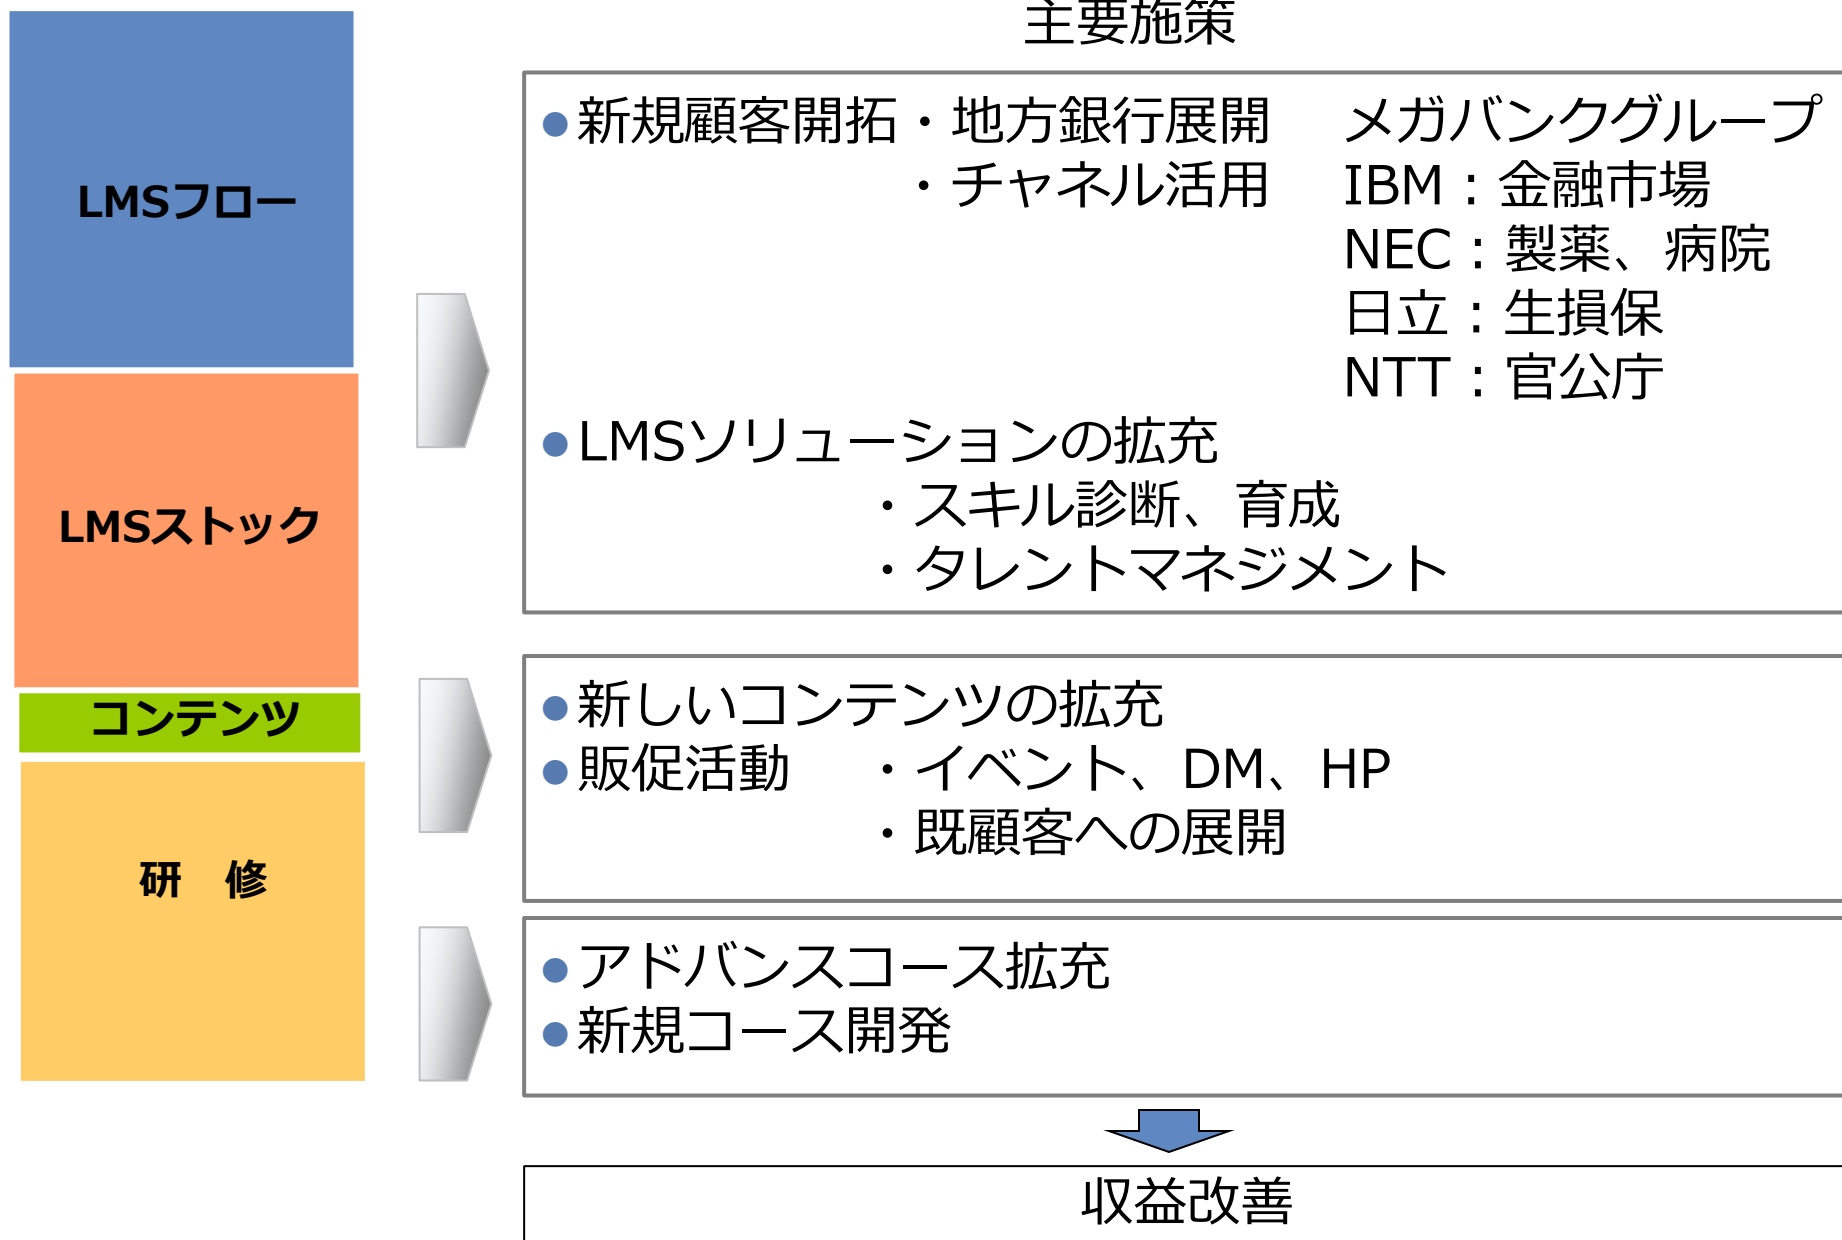 主要施策
LMSフロー
LMSストック
コンテンツ
研　修
●新規顧客開拓・地方銀行展開　メガバンクグループ
・チャネル活用　IBM：金融市場
NEC：製薬、病院
日立：生損保
NTT：官公庁
●LMSソリューションの拡充
・スキル診断、育成
・タレントマネジメント
●新しいコンテンツの拡充
●販促活動　・イベント、DM、HP
・既顧客への展開
●アドバンスコース拡充
●新規コース開発
収益改善